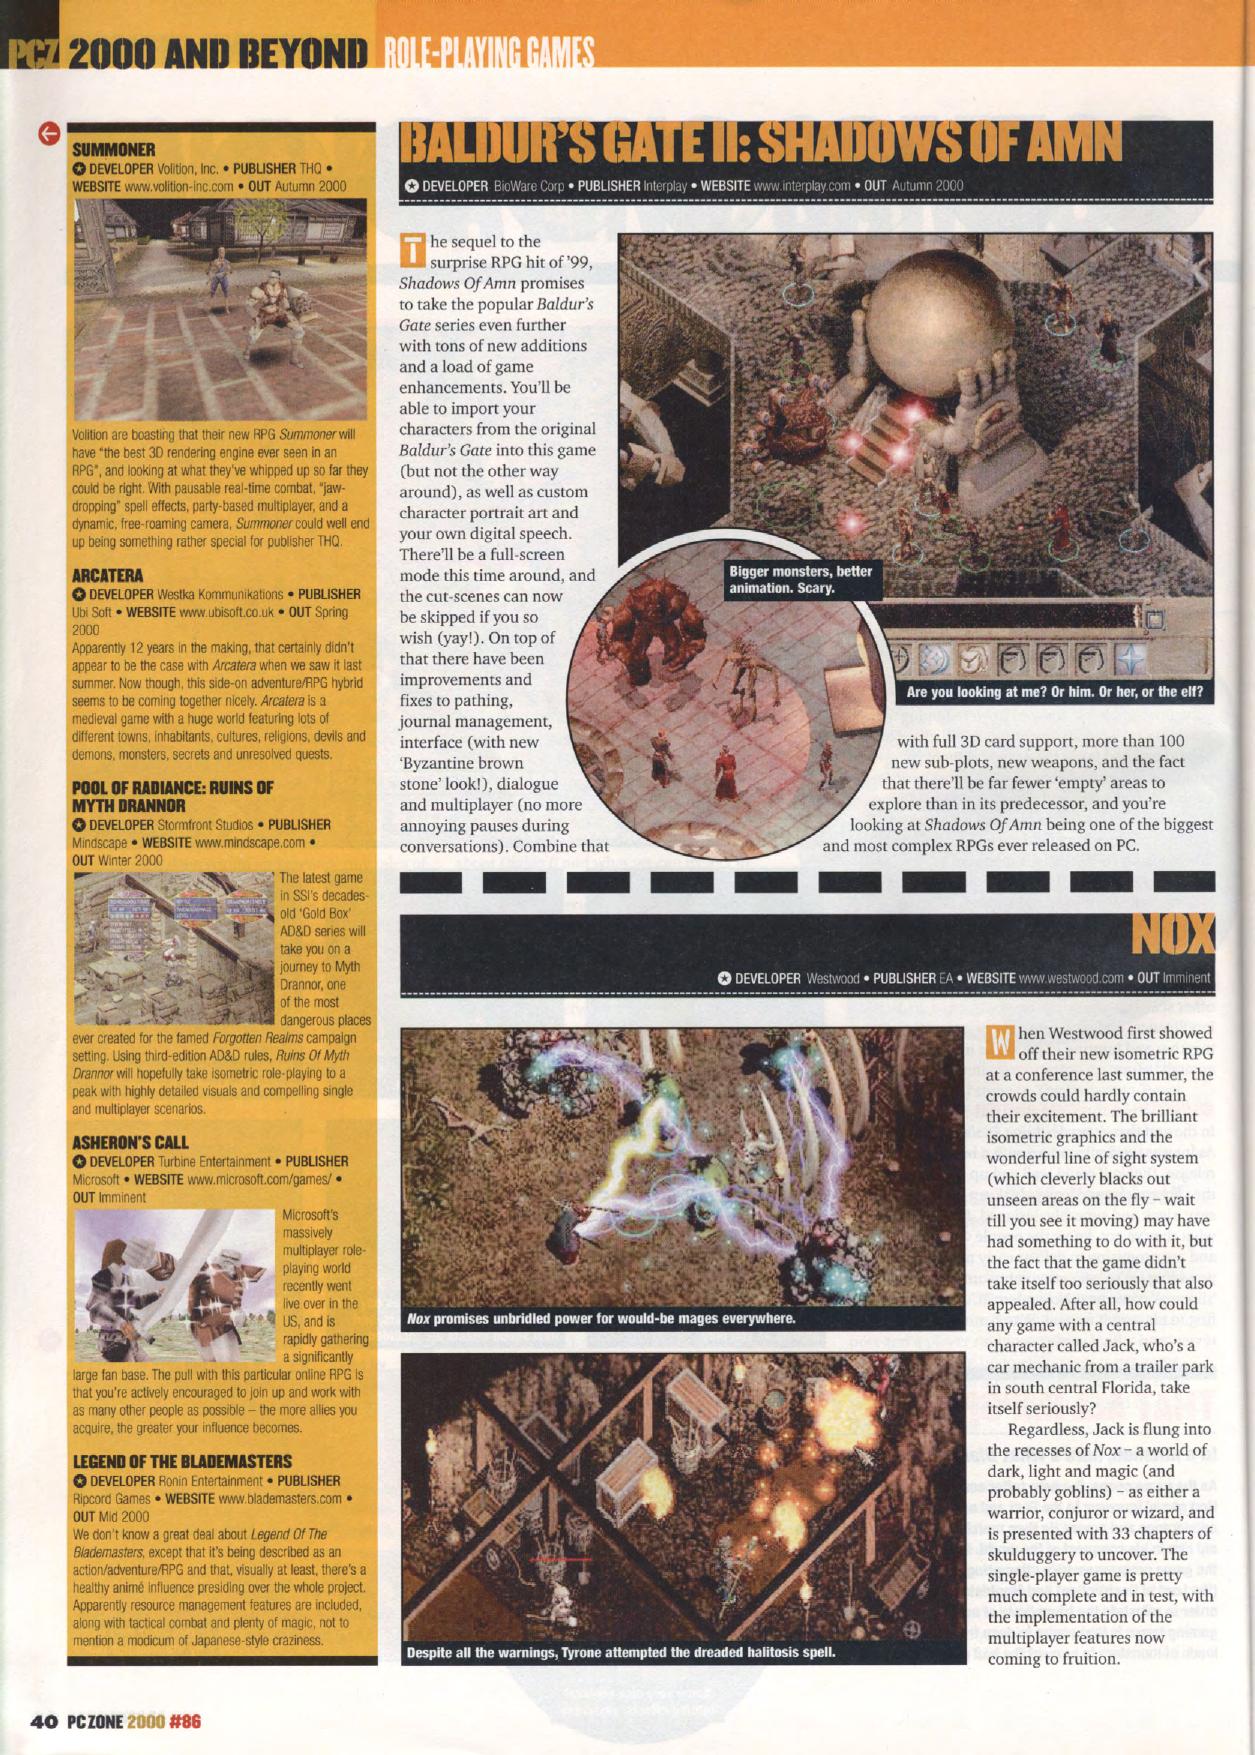 PCZ 2000 AND BEYOND ROLE-PLAYING GAMES
SUMMONER
DEVELOPER Volition, Inc. • PUBLISHER THQ •
WEBSITE www.volition-inc.com • OUT Autumn 2000
Volition are boasting that their new RPG Summoner will
have "the best 3D rendering engine ever seen in an
RPG", and looking at what they've whipped up so far they
could be right. With pausable real-time combat, "jaw-
dropping" spell effects, party-based multiplayer, and a
dynamic, free-roaming camera, Summoner could well end
up being something rather special for publisher THQ.
ARCATERA
DEVELOPER Westka Kommunikations • PUBLISHER
Ubi Soft • WEBSITE www.ubisoft.co.uk • OUT Spring
2000
Apparently 12 years in the making, that certainly didn't
appear to be the case with Arcatera when we saw it last
summer. Now though, this side-on adventure/RPG hybrid
seems to be coming together nicely. Arcatera is a
medieval game with a huge world featuring lots of
different towns, inhabitants, cultures, religions, devils and
demons, monsters, secrets and unresolved quests.
POOL OF RADIANCE: RUINS OF
MYTH DRANNOR
DEVELOPER Stormfront Studios • PUBLISHER
Mindscape • WEBSITE www.mindscape.com •
OUT Winter 2000
The latest game
in SSI's decades-
old 'Gold Box'
AD&D series will
take you on a
journey to Myth
Drannor, one
of the most
dangerous places
ever created for the famed Forgotten Realms campaign
setting. Using third-edition AD&D rules, Ruins Of Myth
Drannor will hopefully take isometric role-playing to a
peak with highly detailed visuals and compelling single
and multiplayer scenarios.
ASHERON'S CALL
DEVELOPER Turbine Entertainment • PUBLISHER
Microsoft • WEBSITE www.microsoft.com/games/ •
OUT Imminent
Microsoft's
massively
multiplayer role-
playing world
recently went
live over in the
US, and is
rapidly gathering
a significantly
large fan base. The pull with this particular online RPG is
that you're actively encouraged to join up and work with
as many other people as possible – the more allies you
acquire, the greater your influence becomes.
LEGEND OF THE BLADEMASTERS
DEVELOPER Ronin Entertainment • PUBLISHER
Ripcord Games • WEBSITE www.blademasters.com •
OUT Mid 2000
We don't know a great deal about Legend Of The
Blademasters, except that it's being described as an
action/adventure/RPG and that, visually at least, there's a
healthy animé influence presiding over the whole project.
Apparently resource management features are included,
along with tactical combat and plenty of magic, not to
mention a modicum of Japanese-style craziness.
BALDUR'S GATE II: SHADOWS OF AMN
DEVELOPER BioWare Corp • PUBLISHER Interplay • WEBSITE www.interplay.com • OUT Autumn 2000
The sequel to the
surprise RPG hit of '99,
Shadows Of Amn promises
to take the popular Baldur's
Gate series even further
with tons of new additions
and a load of game
enhancements. You'll be
able to import your
characters from the original
Baldur's Gate into this game
(but not the other way
around), as well as custom
character portrait art and
your own digital speech.
There'll be a full-screen
mode this time around, and
the cut-scenes can now
be skipped if you so
wish (yay!). On top of
that there have been
improvements and
fixes to pathing,
journal management,
interface (with new
'Byzantine brown
stone' look!), dialogue
and multiplayer (no more
annoying pauses during
conversations). Combine that
Bigger monsters, better
animation. Scary.
Are you looking at me? Or him. Or her, or the elf?
with full 3D card support, more than 100
new sub-plots, new weapons, and the fact
that there'll be far fewer 'empty' areas to
explore than in its predecessor, and you're
looking at Shadows Of Amn being one of the biggest
and most complex RPGs ever released on PC.
NOX
DEVELOPER Westwood • PUBLISHER EA • WEBSITE www.westwood.com • OUT Imminent
Nox promises unbridled power for would-be mages everywhere.
Despite all the warnings, Tyrone attempted the dreaded halitosis spell.
When Westwood first showed
off their new isometric RPG
at a conference last summer, the
crowds could hardly contain
their excitement. The brilliant
isometric graphics and the
wonderful line of sight system
(which cleverly blacks out
unseen areas on the fly – wait
till you see it moving) may have
had something to do with it, but
the fact that the game didn't
take itself too seriously that also
appealed. After all, how could
any game with a central
character called Jack, who's a
car mechanic from a trailer park
in south central Florida, take
itself seriously?
Regardless, Jack is flung into
the recesses of Nox – a world of
dark, light and magic (and
probably goblins) – as either a
warrior, conjuror or wizard, and
is presented with 33 chapters of
skulduggery to uncover. The
single-player game is pretty
much complete and in test, with
the implementation of the
multiplayer features now
coming to fruition.
40 PCZONE 2000 #86